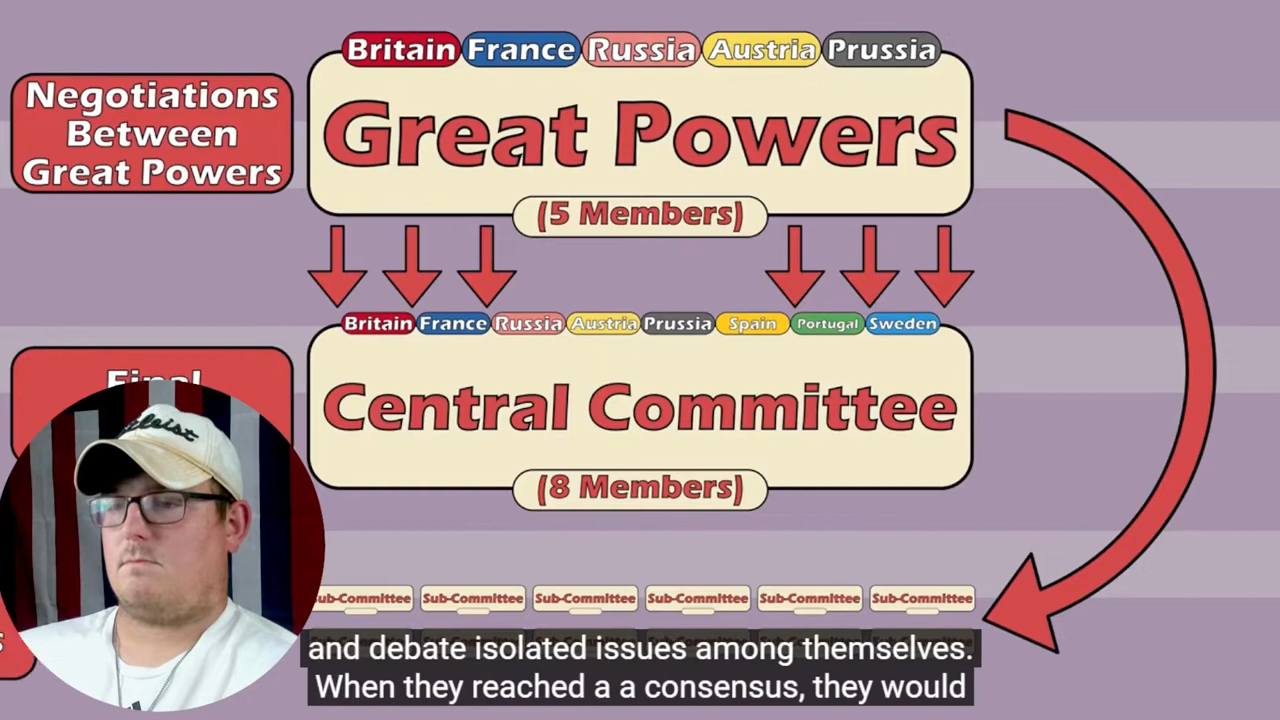 Britain France Russia Austria Prussia
Negotiations
Between
Great Powers
Great Powers
(5 Members)
Britain France Russia Austria Prussia Spain Portugal Sweden
Final
Central Committee
(8 Members)
Sub-Committee Sub-Committee Sub-Committee Sub-Committee Sub-Committee Sub-Committee
and debate isolated issues among themselves.
When they reached a a consensus, they would